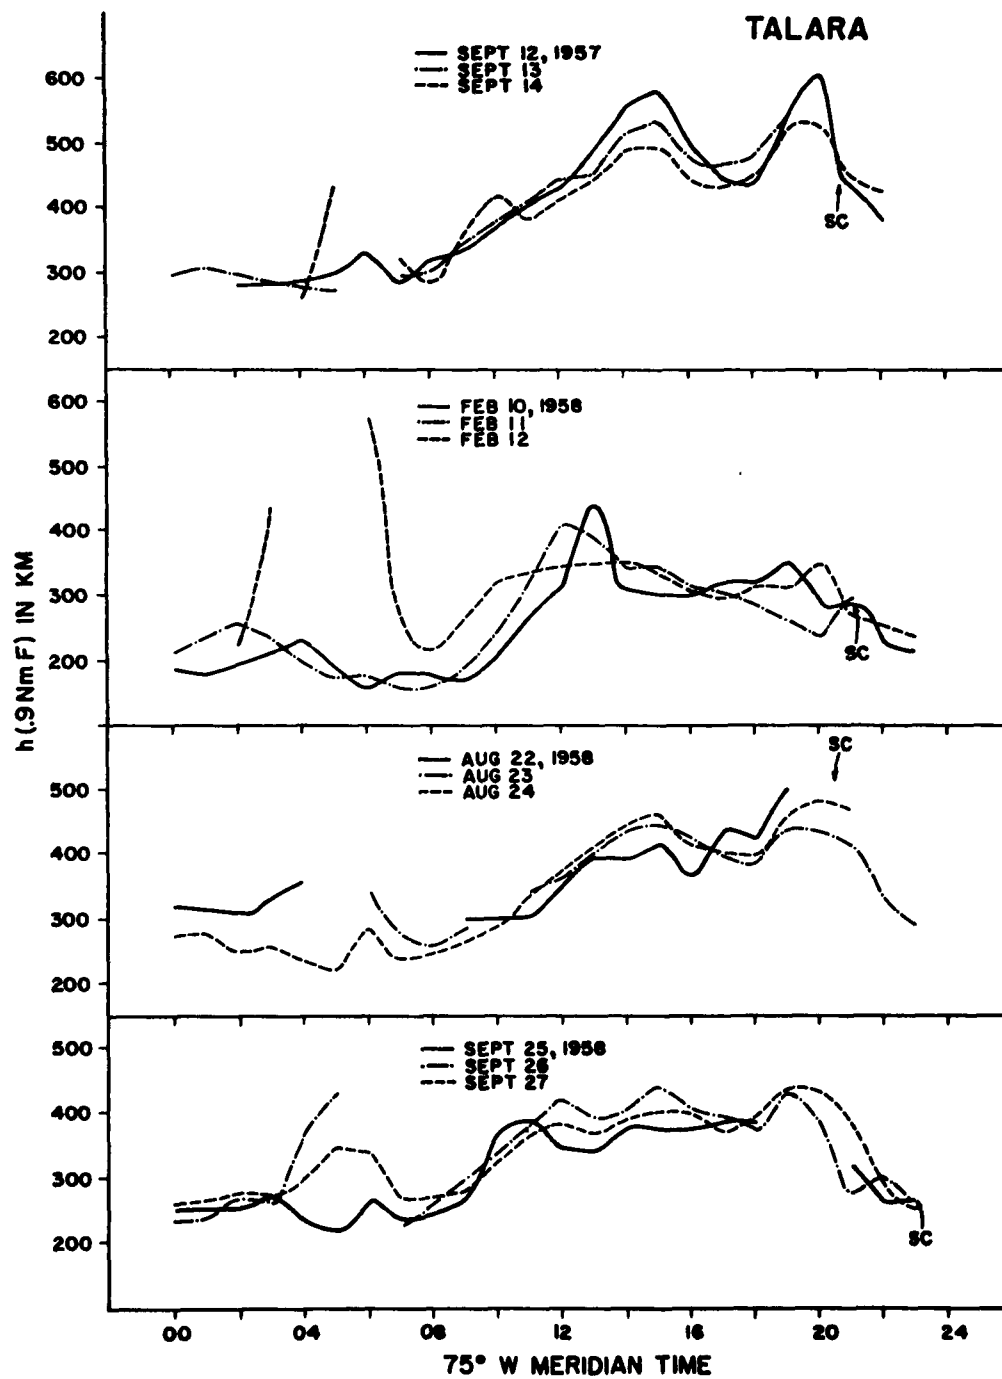 TALARA
SEPT 12, 1957
SEPT 13
SEPT 14
600
500
400
300
200
SC
FEB 10, 1958
FEB 11
FEB 12
600
500
400
300
200
SC
h(.9NmF) IN KM
AUG 22, 1958
AUG 23
AUG 24
500
400
300
200
SC
SEPT 25, 1958
SEPT 26
SEPT 27
500
400
300
200
SC
00 04 08 12 16 20 24
75° W MERIDIAN TIME